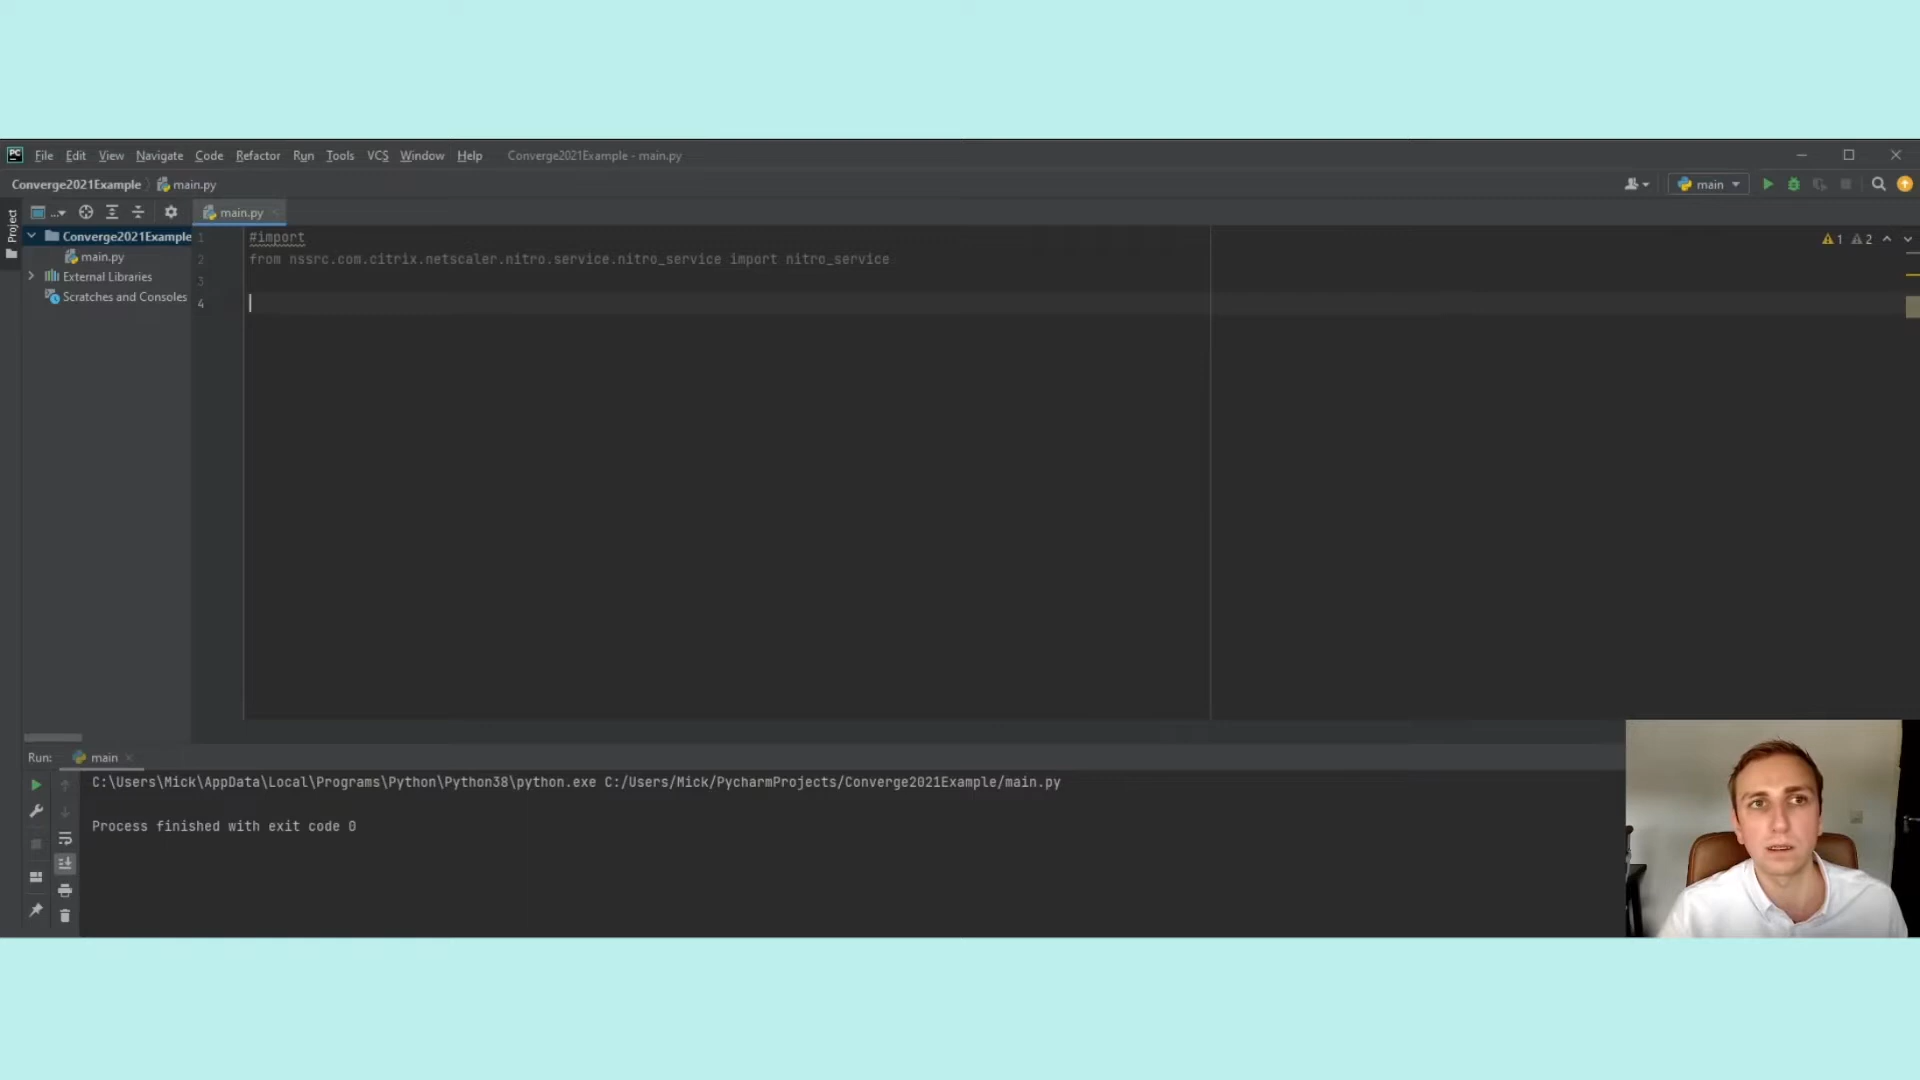 PC File Edit View Navigate Code Refactor Run Tools VCS Window Help Converge2021Example - main.py
Converge2021Example main.py main
Project ... main.py
Converge2021Example
main.py
External Libraries
Scratches and Consoles
1 #import 1 2
2 from nssrc.com.citrix.netscaler.nitro.service.nitro_service import nitro_service
3
4
Run: main
C:\Users\Mick\AppData\Local\Programs\Python\Python38\python.exe C:/Users/Mick/PycharmProjects/Converge2021Example/main.py
Process finished with exit code 0